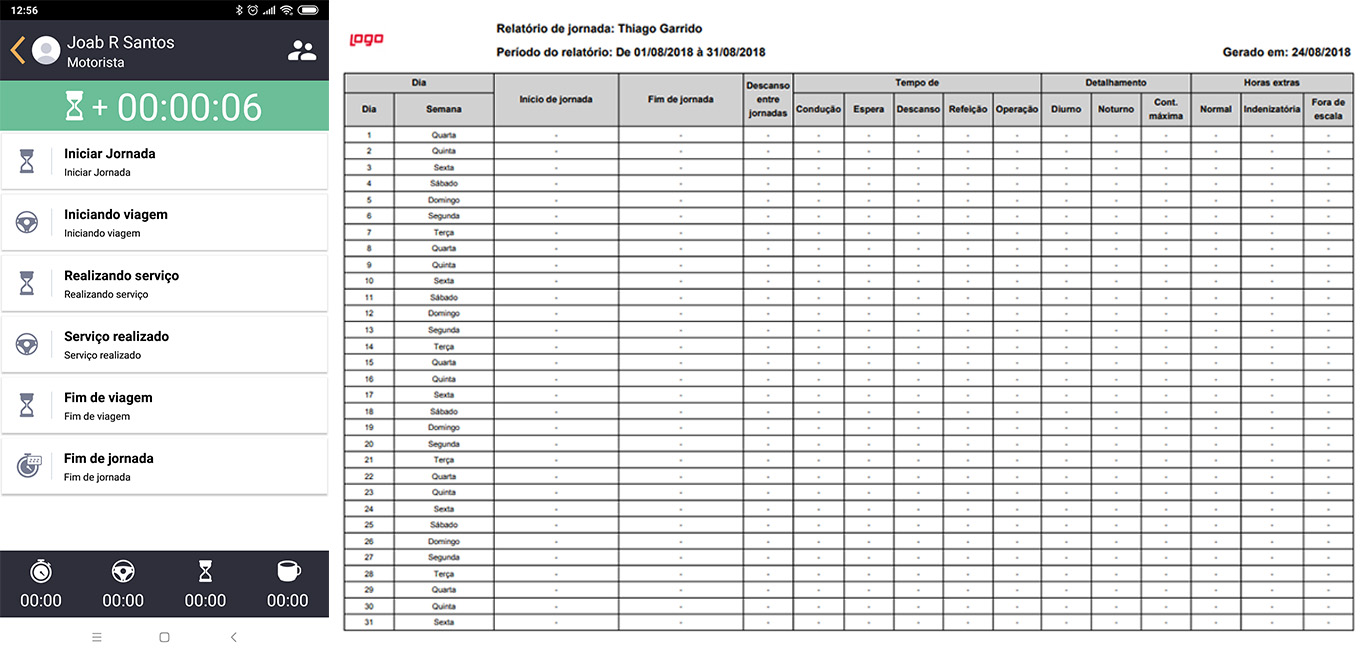 12:56
Joab R Santos
Motorista
+ 00:00:06
Iniciar Jornada
Iniciar Jornada
Iniciando viagem
Iniciando viagem
Realizando serviço
Realizando serviço
Serviço realizado
Serviço realizado
Fim de viagem
Fim de viagem
Fim de jornada
Fim de jornada
00:00 00:00 00:00 00:00
Logo
Relatório de jornada: Thiago Garrido
Período do relatório: De 01/08/2018 à 31/08/2018
Gerado em: 24/08/2018
Dia Início de jornada Fim de jornada Descanso entre jornadas Tempo de Detalhamento Horas extras
Dia Semana Condução Espera Descanso Refeição Operação Diurno Noturno Cont. máxima Normal Indenizatória Fora de escala
1 Quarta - - - - - - - - - - - - - -
2 Quinta - - - - - - - - - - - - - -
3 Sexta - - - - - - - - - - - - - -
4 Sábado - - - - - - - - - - - - - -
5 Domingo - - - - - - - - - - - - - -
6 Segunda - - - - - - - - - - - - - -
7 Terça - - - - - - - - - - - - - -
8 Quarta - - - - - - - - - - - - - -
9 Quinta - - - - - - - - - - - - - -
10 Sexta - - - - - - - - - - - - - -
11 Sábado - - - - - - - - - - - - - -
12 Domingo - - - - - - - - - - - - - -
13 Segunda - - - - - - - - - - - - - -
14 Terça - - - - - - - - - - - - - -
15 Quarta - - - - - - - - - - - - - -
16 Quinta - - - - - - - - - - - - - -
17 Sexta - - - - - - - - - - - - - -
18 Sábado - - - - - - - - - - - - - -
19 Domingo - - - - - - - - - - - - - -
20 Segunda - - - - - - - - - - - - - -
21 Terça - - - - - - - - - - - - - -
22 Quarta - - - - - - - - - - - - - -
23 Quinta - - - - - - - - - - - - - -
24 Sexta - - - - - - - - - - - - - -
25 Sábado - - - - - - - - - - - - - -
26 Domingo - - - - - - - - - - - - - -
27 Segunda - - - - - - - - - - - - - -
28 Terça - - - - - - - - - - - - - -
29 Quarta - - - - - - - - - - - - - -
30 Quinta - - - - - - - - - - - - - -
31 Sexta - - - - - - - - - - - - - -